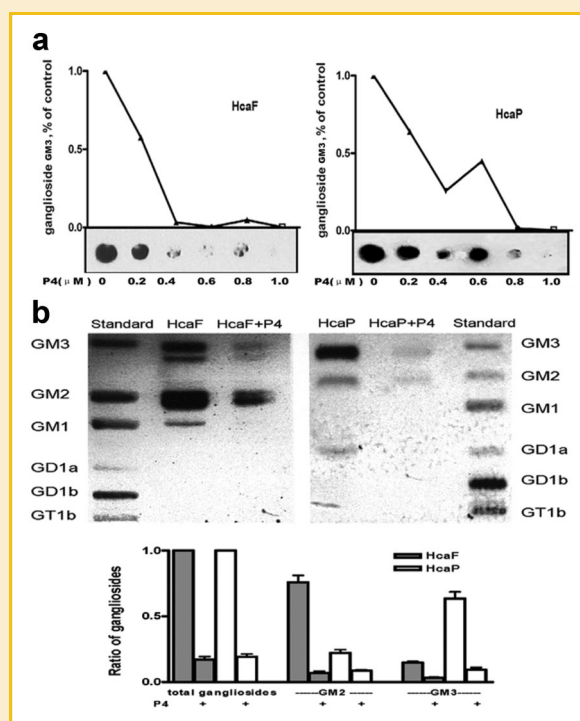 a
ganglioside GM3, % of control
1.0
0.5
0.0
HcaF
P4(μM) 0 0.2 0.4 0.6 0.8 1.0
ganglioside GM3, % of control
1.0
0.5
0.0
HcaP
P4(μM) 0 0.2 0.4 0.6 0.8 1.0
b
Standard HcaF HcaF+P4
GM3
GM2
GM1
GD1a
GD1b
GT1b
HcaP HcaP+P4 Standard
GM3
GM2
GM1
GD1a
GD1b
GT1b
Ratio of gangliosides
1.0
0.5
0.0
HcaF
HcaP
total gangliosides ------GM2 ------- ------GM3------
P4 + + + + + +